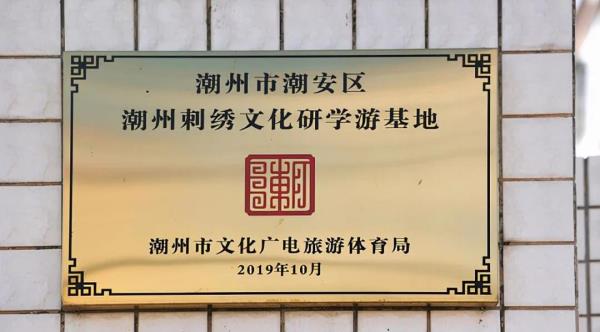 潮州市潮安区
潮州刺绣文化研学游基地
潮
潮州市文化广电旅游体育局
2019年10月